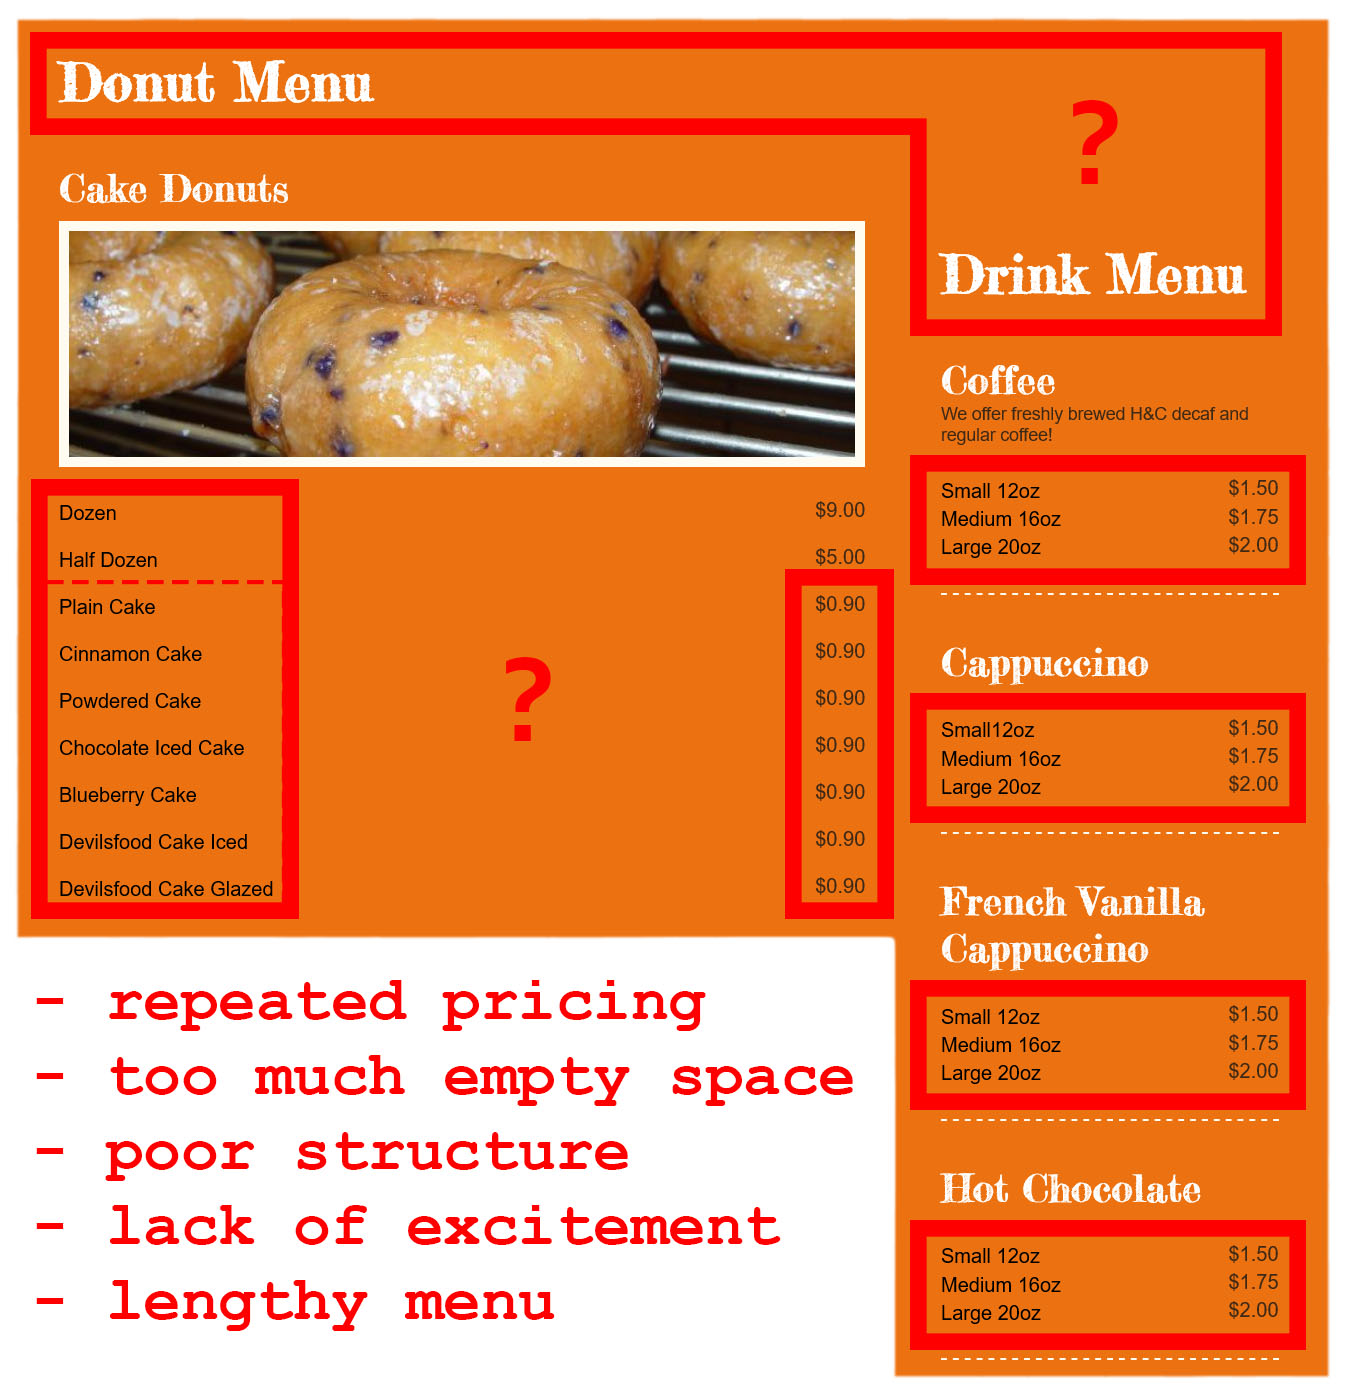 Donut Menu
?
Cake Donuts
Dozen $9.00
Half Dozen $5.00
Plain Cake $0.90
Cinnamon Cake $0.90
Powdered Cake $0.90
Chocolate Iced Cake $0.90
Blueberry Cake $0.90
Devilsfood Cake Iced $0.90
Devilsfood Cake Glazed $0.90
?
Drink Menu
Coffee
We offer freshly brewed H&C decaf and
regular coffee!
Small 12oz $1.50
Medium 16oz $1.75
Large 20oz $2.00
Cappuccino
Small12oz $1.50
Medium 16oz $1.75
Large 20oz $2.00
French Vanilla
Cappuccino
Small 12oz $1.50
Medium 16oz $1.75
Large 20oz $2.00
Hot Chocolate
Small 12oz $1.50
Medium 16oz $1.75
Large 20oz $2.00
- repeated pricing
- too much empty space
- poor structure
- lack of excitement
- lengthy menu